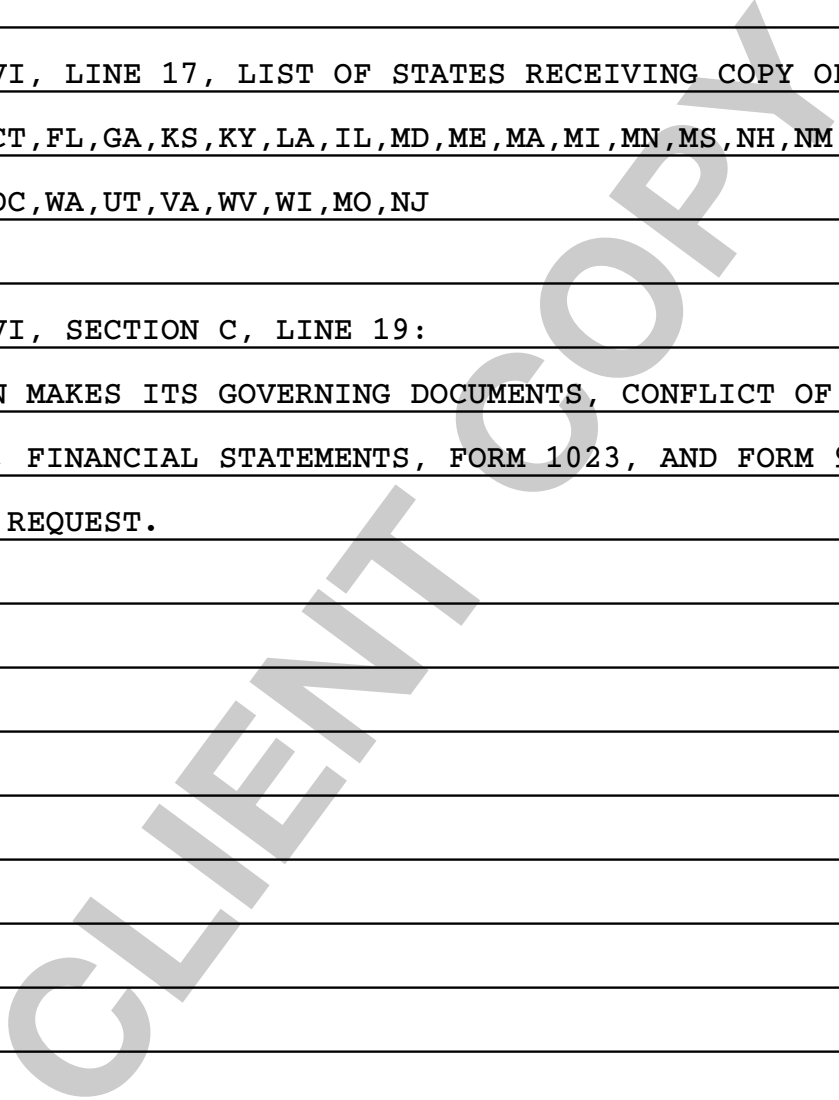 VI, LINE 17, LIST OF STATES RECEIVING COPY
CT,FL,GA,KS,KY,LA,IL,MD,ME,MA,MI,MN,MS,NH,NM
DC,WA,UT,VA,WV,WI,MO,NJ
VI, SECTION C, LINE 19:
MAKES ITS GOVERNING DOCUMENTS, CONFLICT OF
FINANCIAL STATEMENTS, FORM 1023, AND FORM
REQUEST.
CLIENT COPY